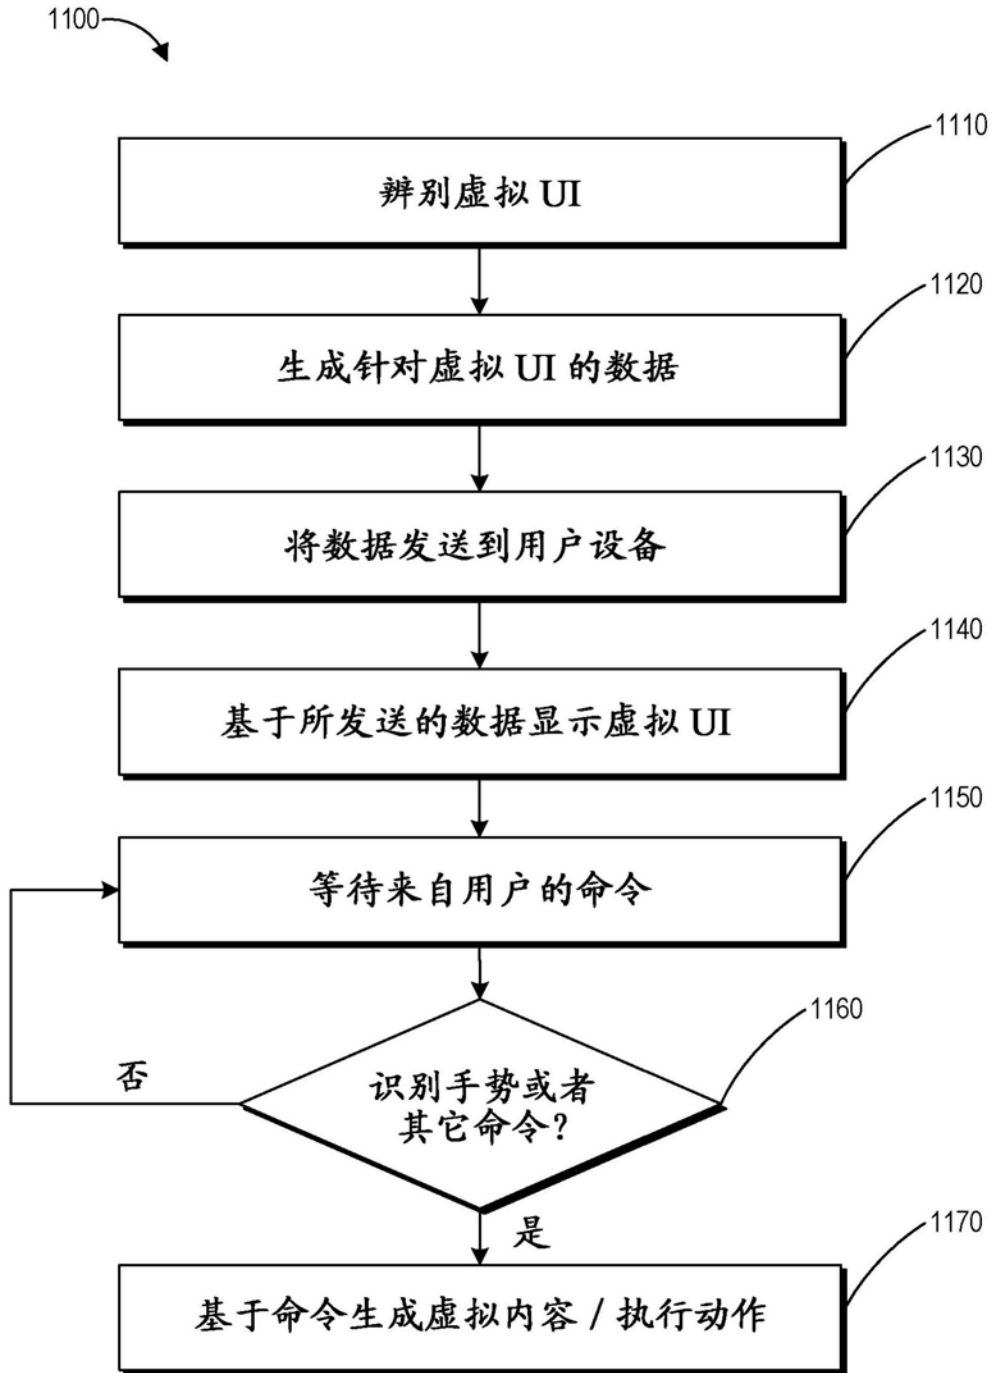 1100
1110
辨别虚拟 UI
1120
生成针对虚拟 UI 的数据
1130
将数据发送到用户设备
1140
基于所发送的数据显示虚拟 UI
1150
等待来自用户的命令
1160
否
识别手势或者
其它命令?
是
1170
基于命令生成虚拟内容 / 执行动作